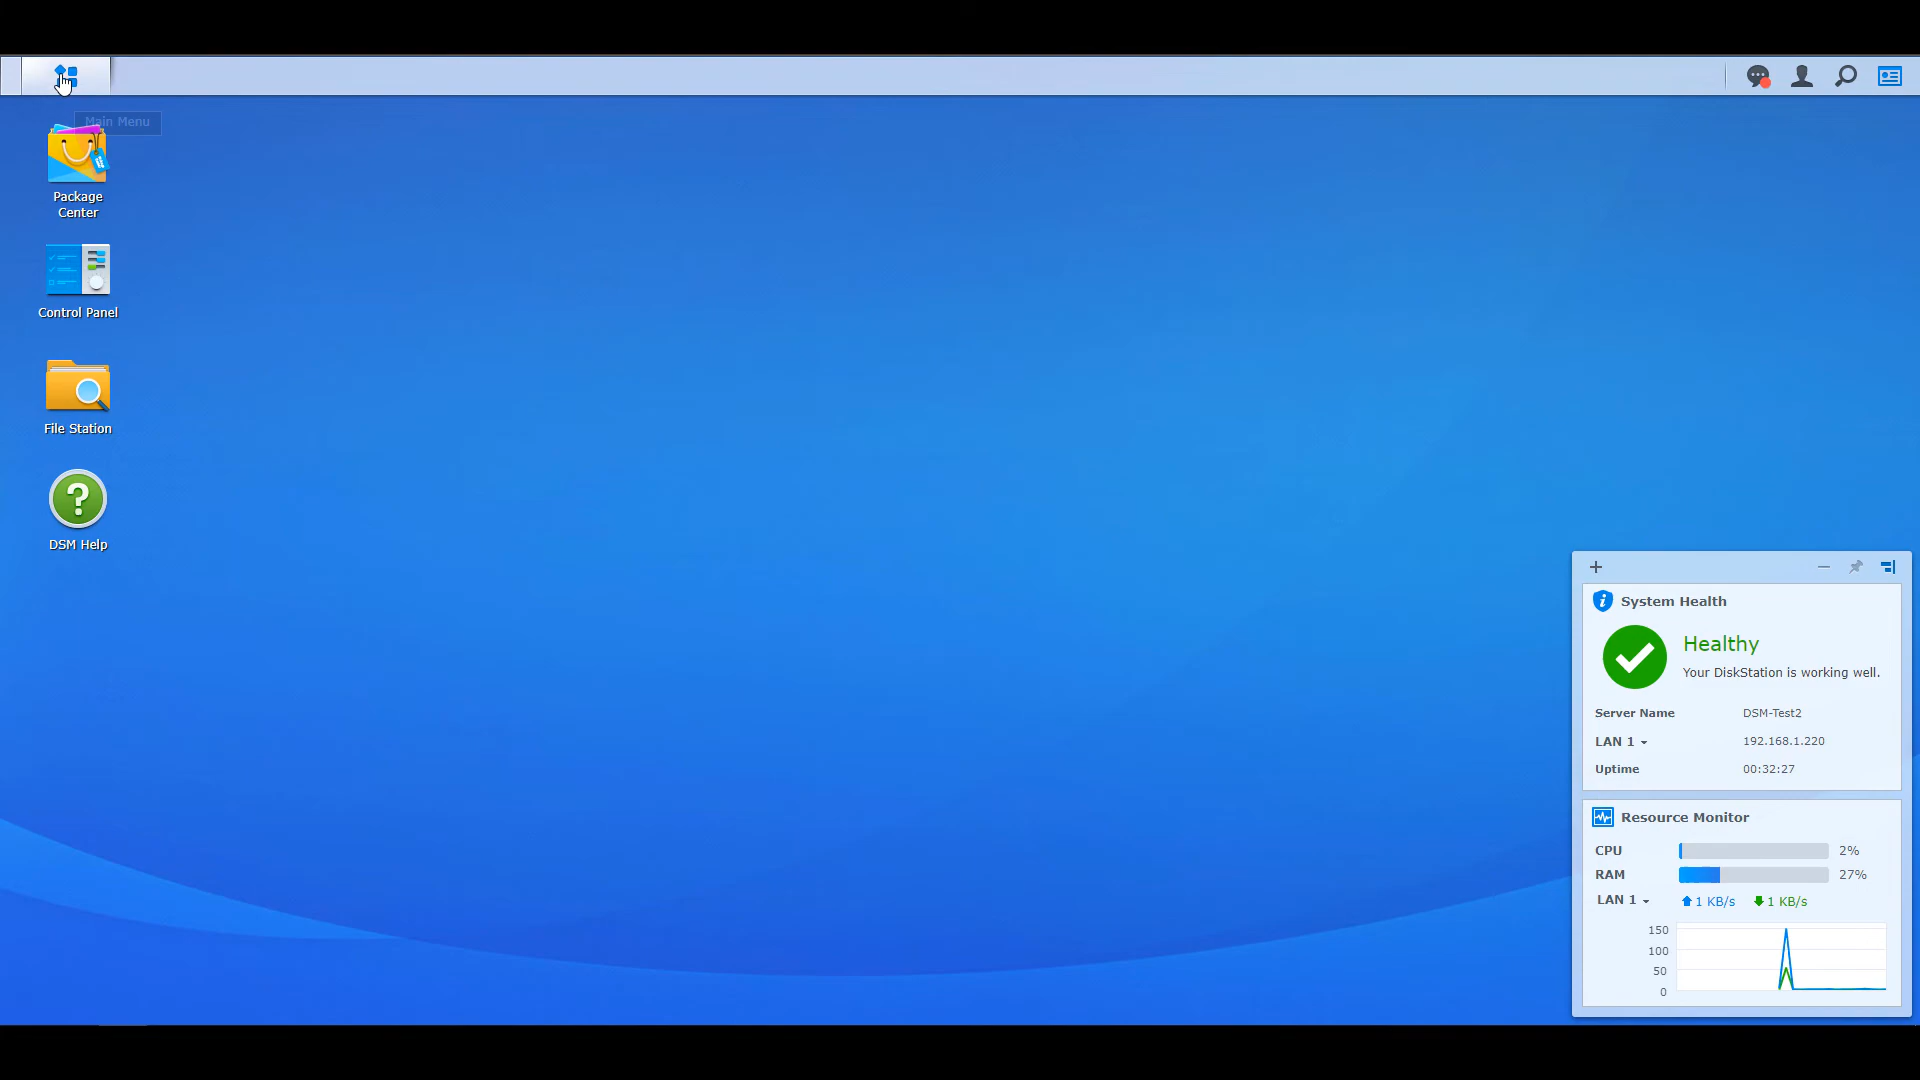 Main Menu
Package
Center
Control Panel
File Station
DSM Help
System Health
Healthy
Your DiskStation is working well.
Server Name DSM-Test2
LAN 1 192.168.1.220
Uptime 00:32:27
Resource Monitor
CPU 2%
RAM 27%
LAN 1 1 KB/s 1 KB/s
150
100
50
0